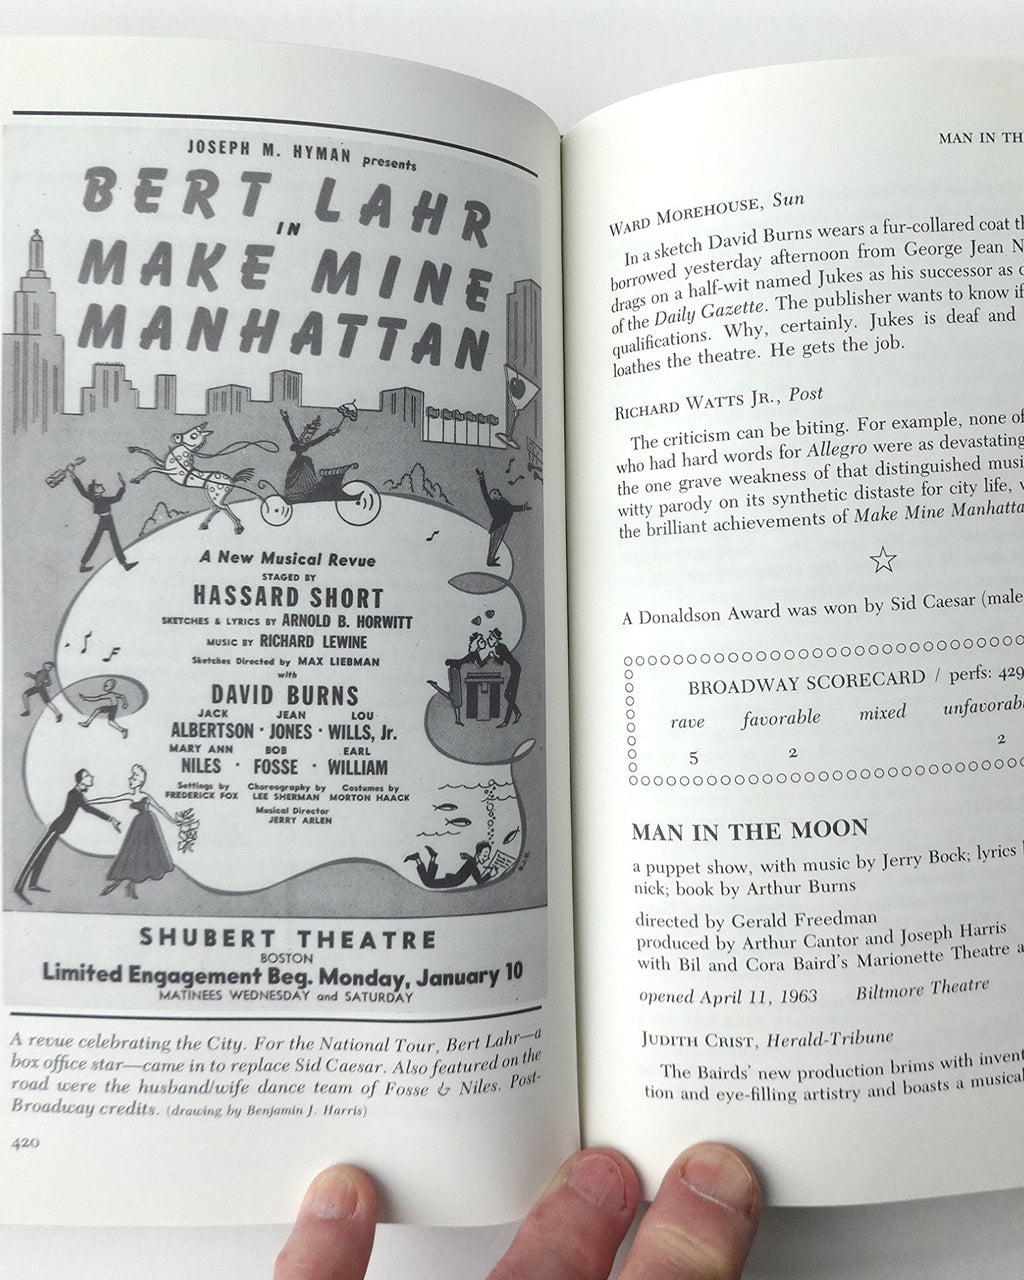 JOSEPH M. HYMAN presents
BERT LAHR
IN
MAKE MINE
MANHATTAN
A New Musical Revue
STAGED BY
HASSARD SHORT
SKETCHES & LYRICS BY ARNOLD B. HORWITT
MUSIC BY RICHARD LEWINE
Sketches Directed by MAX LIEBMAN
with
DAVID BURNS
JACK JEAN LOU
ALBERTSON · JONES · WILLS, Jr.
MARY ANN BOB EARL
NILES · FOSSE · WILLIAM
Settings by Choreography by Costumes by
FREDERICK FOX LEE SHERMAN MORTON HAACK
Musical Director
JERRY ARLEN
SHUBERT THEATRE
BOSTON
Limited Engagement Beg. Monday, January 10
MATINEES WEDNESDAY and SATURDAY
A revue celebrating the City. For the National Tour, Bert Lahr—a
box office star—came in to replace Sid Caesar. Also featured on the
road were the husband/wife dance team of Fosse & Niles. Post-
Broadway credits. (drawing by Benjamin J. Harris)
420
MAN IN TH
WARD MOREHOUSE, Sun
In a sketch David Burns wears a fur-collared coat th
borrowed yesterday afternoon from George Jean N
drags on a half-wit named Jukes as his successor as
of the Daily Gazette. The publisher wants to know if
qualifications. Why, certainly. Jukes is deaf and
loathes the theatre. He gets the job.
RICHARD WATTS JR., Post
The criticism can be biting. For example, none of
who had hard words for Allegro were as devastating
the one grave weakness of that distinguished musi
witty parody on its synthetic distaste for city life,
the brilliant achievements of Make Mine Manhatta
A Donaldson Award was won by Sid Caesar (male
BROADWAY SCORECARD / perfs: 429
rave favorable mixed unfavorabl
5 2 2
MAN IN THE MOON
a puppet show, with music by Jerry Bock; lyrics
nick; book by Arthur Burns
directed by Gerald Freedman
produced by Arthur Cantor and Joseph Harris
with Bil and Cora Baird's Marionette Theatre a
opened April 11, 1963 Biltmore Theatre
JUDITH CRIST, Herald-Tribune
The Bairds' new production brims with invent
tion and eye-filling artistry and boasts a musical